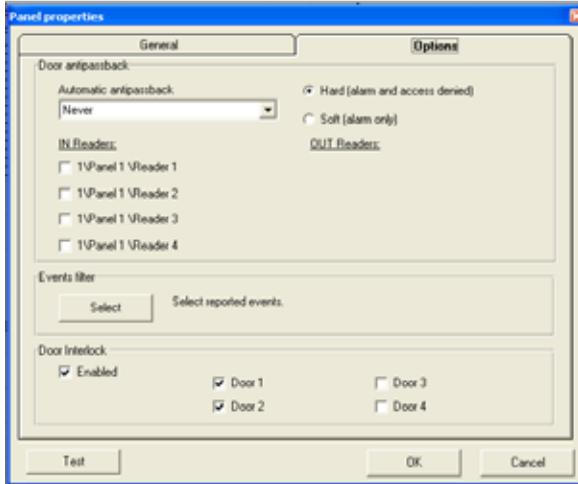 Panel properties
General
Options
Door antipassback
Automatic antipassback
Never
Hard (alarm and access denied)
Soft (alarm only)
IN Readers:
OUT Readers:
1\Panel 1 \Reader 1
1\Panel 1 \Reader 2
1\Panel 1 \Reader 3
1\Panel 1 \Reader 4
Events filter
Select
Select reported events.
Door Interlock
Enabled
Door 1
Door 3
Door 2
Door 4
Test
OK
Cancel